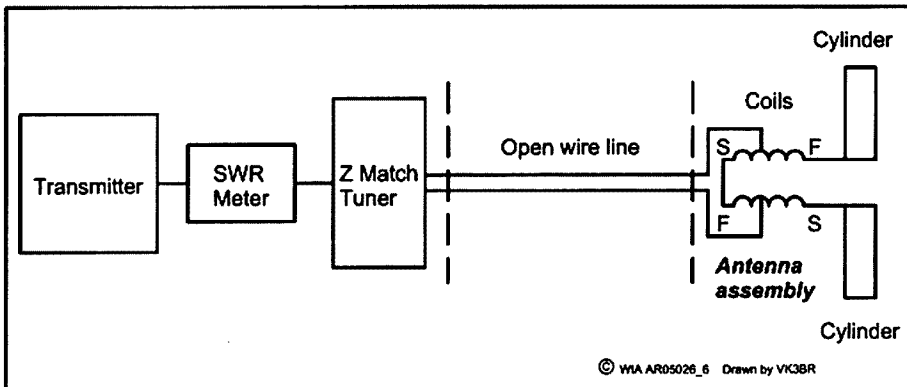 Cylinder
Coils
Transmitter
SWR
Meter
Z Match
Tuner
Open wire line
S
F
F
S
Antenna
assembly
Cylinder
© WIA AR05026_6 Drawn by VK3BR